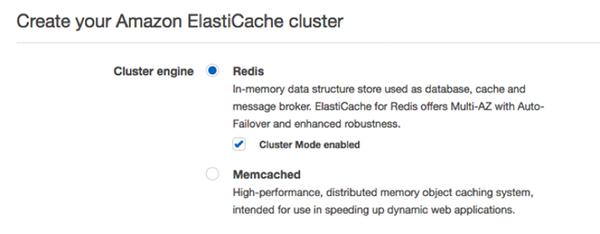 Create your Amazon ElastiCache cluster
Cluster engine Redis
In-memory data structure store used as database, cache and
message broker. ElastiCache for Redis offers Multi-AZ with Auto-
Failover and enhanced robustness.
Cluster Mode enabled
Memcached
High-performance, distributed memory object caching system,
intended for use in speeding up dynamic web applications.